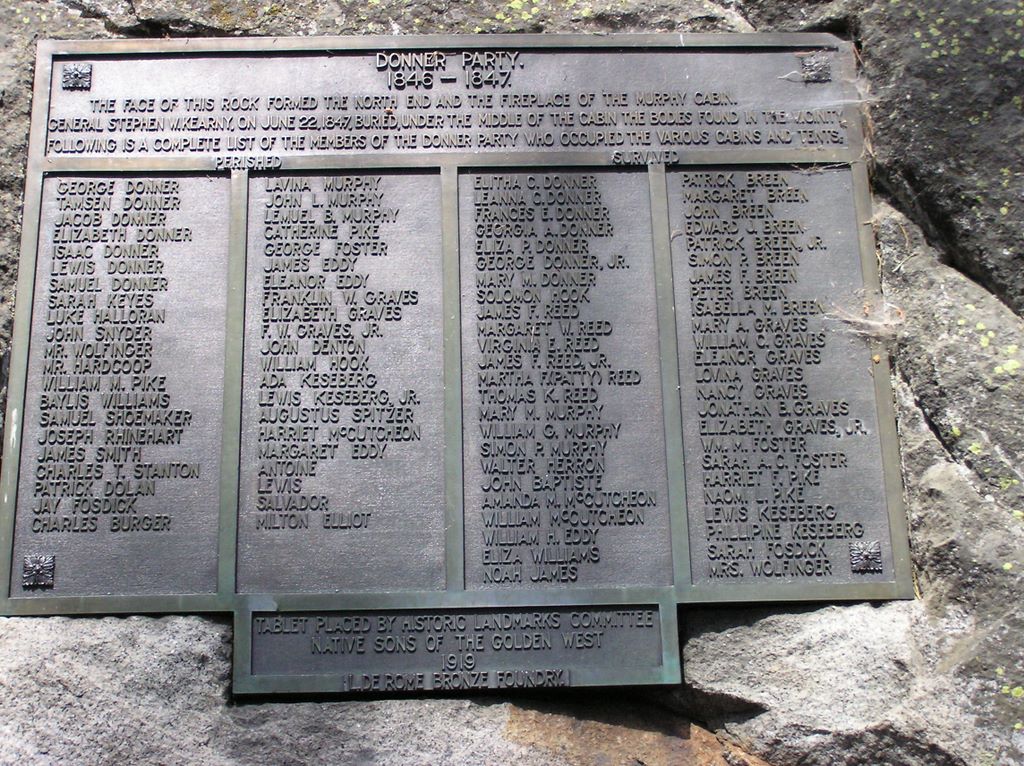 DONNER PARTY.
1846 — 1847.
THE FACE OF THIS ROCK FORMED THE NORTH END AND THE FIREPLACE OF THE MURPHY CABIN.
GENERAL STEPHEN W. KEARNY, ON JUNE 22, 1847, BURIED, UNDER THE MIDDLE OF THE CABIN THE BODIES FOUND IN THE VICINITY.
FOLLOWING IS A COMPLETE LIST OF THE MEMBERS OF THE DONNER PARTY WHO OCCUPIED THE VARIOUS CABINS AND TENTS:
PERISHED
GEORGE DONNER
TAMSEN DONNER
JACOB DONNER
ELIZABETH DONNER
ISAAC DONNER
LEWIS DONNER
SAMUEL DONNER
SARAH KEYES
LUKE HALLORAN
JOHN SNYDER
MR. WOLFINGER
MR. HARDCOOP
WILLIAM M. PIKE
BAYLIS WILLIAMS
SAMUEL SHOEMAKER
JOSEPH RHINEHART
JAMES SMITH
CHARLES T. STANTON
PATRICK DOLAN
JAY FOSDICK
CHARLES BURGER
LAVINA MURPHY
JOHN L. MURPHY
LEMUEL B. MURPHY
CATHERINE PIKE
GEORGE FOSTER
JAMES EDDY
ELEANOR EDDY
FRANKLIN W. GRAVES
ELIZABETH GRAVES
F. W. GRAVES, JR.
JOHN DENTON
WILLIAM HOOK
ADA KESEBERG
LEWIS KESEBERG, JR.
AUGUSTUS SPITZER
HARRIET McCUTCHEON
MARGARET EDDY
ANTOINE
LEWIS
SALVADOR
MILTON ELLIOT
SURVIVED
ELITHA C. DONNER
LEANNA C. DONNER
FRANCES E. DONNER
GEORGIA A. DONNER
ELIZA P. DONNER
GEORGE DONNER, JR.
MARY M. DONNER
SOLOMON HOOK
JAMES F. REED
MARGARET W. REED
VIRGINIA E. REED
JAMES F. REED, JR.
MARTHA F. (PATTY) REED
THOMAS K. REED
MARY M. MURPHY
WILLIAM G. MURPHY
SIMON P. MURPHY
WALTER HERRON
JOHN BAPTISTE
AMANDA M. McCUTCHEON
WILLIAM McCUTCHEON
WILLIAM H. EDDY
ELIZA WILLIAMS
NOAH JAMES
PATRICK BREEN
MARGARET BREEN
JOHN BREEN
EDWARD J. BREEN
PATRICK BREEN, JR.
SIMON P. BREEN
JAMES F. BREEN
PETER BREEN
ISABELLA M. BREEN
MARY A. GRAVES
WILLIAM C. GRAVES
ELEANOR GRAVES
LOVINA GRAVES
NANCY GRAVES
JONATHAN B. GRAVES
ELIZABETH GRAVES, JR.
WM. M. FOSTER
SARAH A. C. FOSTER
HARRIET F. PIKE
NAOMI L. PIKE
LEWIS KESEBERG
PHILLIPINE KESEBERG
SARAH FOSDICK
MRS. WOLFINGER
TABLET PLACED BY HISTORIC LANDMARKS COMMITTEE
NATIVE SONS OF THE GOLDEN WEST
1919
L. DE ROME BRONZE FOUNDRY.